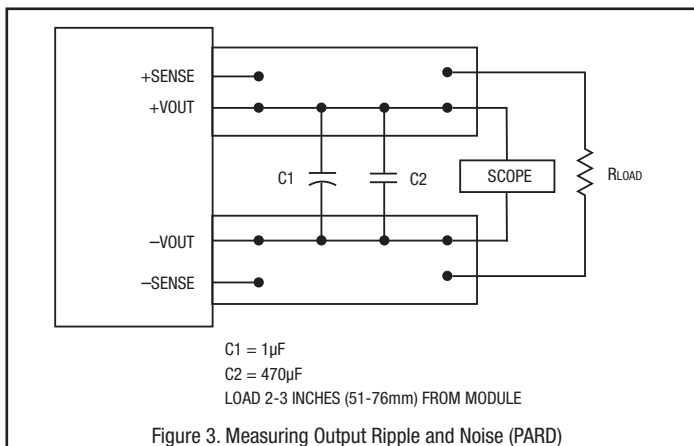 +SENSE
+VOUT
C1
C2
SCOPE
RLOAD
−VOUT
−SENSE
C1 = 1µF
C2 = 470µF
LOAD 2-3 INCHES (51-76mm) FROM MODULE
Figure 3. Measuring Output Ripple and Noise (PARD)